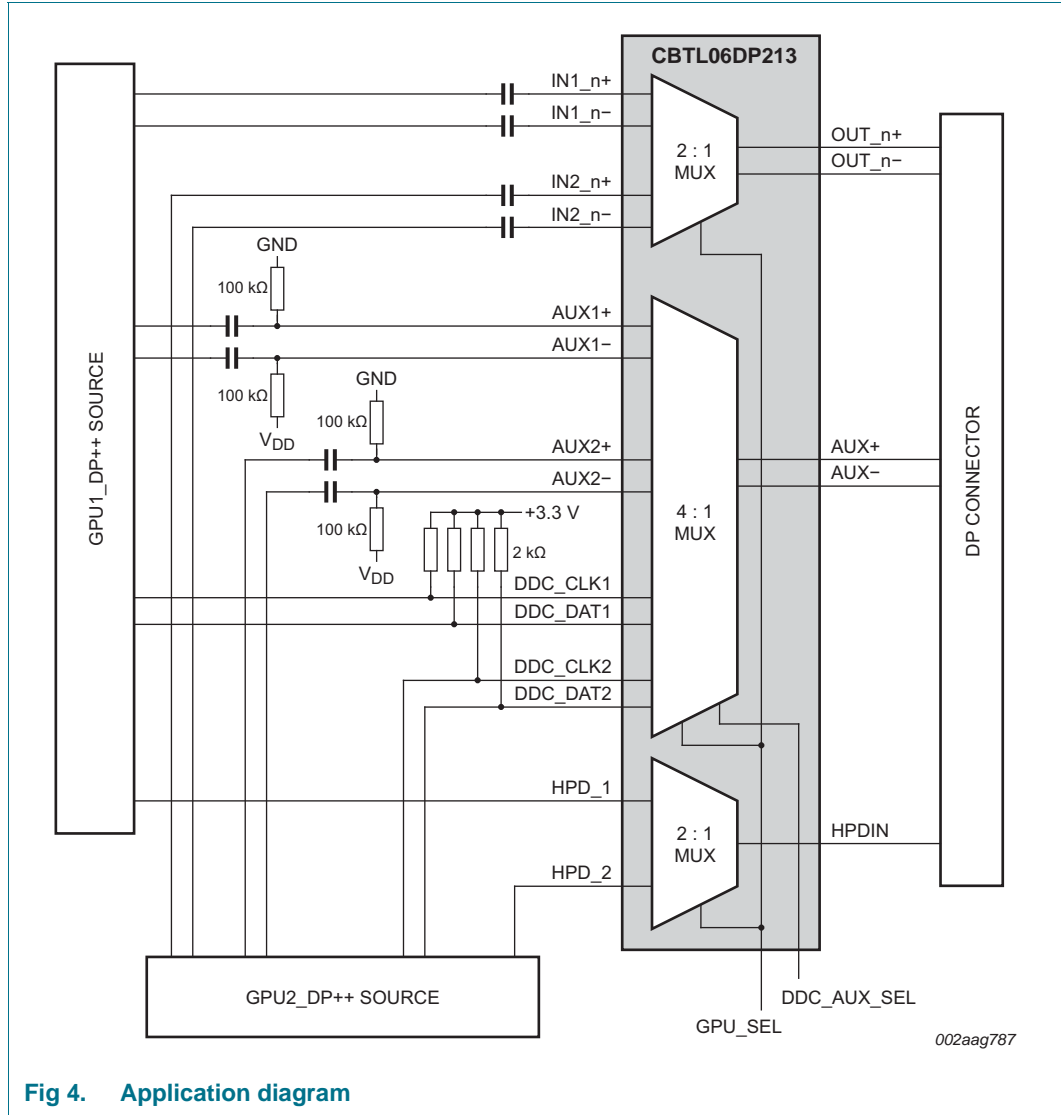 CBTL06DP213
IN1_n+
IN1_n−
2 : 1
MUX
OUT_n+
OUT_n−
IN2_n+
IN2_n−
GND
100 kΩ
AUX1+
AUX1−
100 kΩ
VDD
GND
100 kΩ
AUX2+
AUX2−
100 kΩ
VDD
+3.3 V
2 kΩ
4 : 1
MUX
AUX+
AUX−
DDC_CLK1
DDC_DAT1
DDC_CLK2
DDC_DAT2
HPD_1
2 : 1
MUX
HPDIN
HPD_2
GPU1_DP++ SOURCE
DP CONNECTOR
GPU2_DP++ SOURCE
DDC_AUX_SEL
GPU_SEL
002aag787
Fig 4. Application diagram